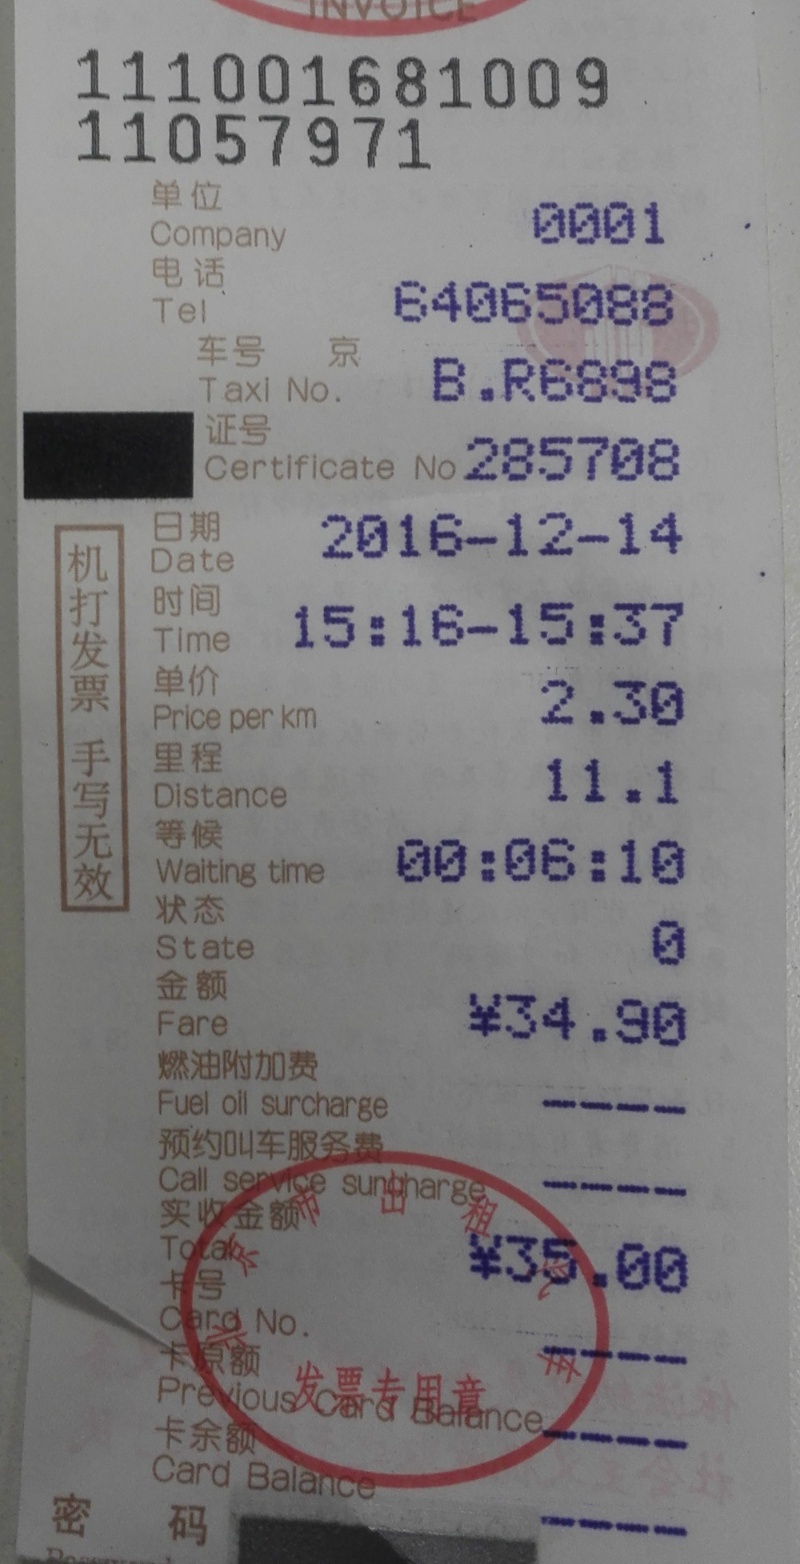 INVOICE
111001681009
11057971
单位
Company 0001
电话
Tel 64065088
车号 京
Taxi No. B.R6898
证号
Certificate No 285708
日期
Date 2016-12-14
时间
Time 15:16-15:37
单价
Price per km 2.30
里程
Distance 11.1
等候
Waiting time 00:06:10
状态
State 0
金额
Fare ¥34.90
燃油附加费
Fuel oil surcharge -----
预约叫车服务费
Call service surcharge -----
实收金额
Total ¥35.00
卡号
Card No. -----
卡原额
Previous Card Balance -----
卡余额
Card Balance -----
密码
机打发票 手写无效
北京市出租汽车
发票专用章